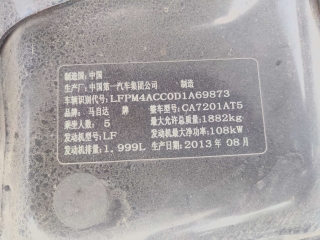 制造国：中国
生产厂：中国第一汽车集团公司 制造
车辆识别代号：LFPM4ACC0D1A69873
品牌：马自达 牌 整车型号：CA7201AT5
乘坐人数：5 最大允许总质量：1882kg
发动机型号：LF 发动机最大净功率：108kW
发动机排量：1.999L 生产日期：2013年08月